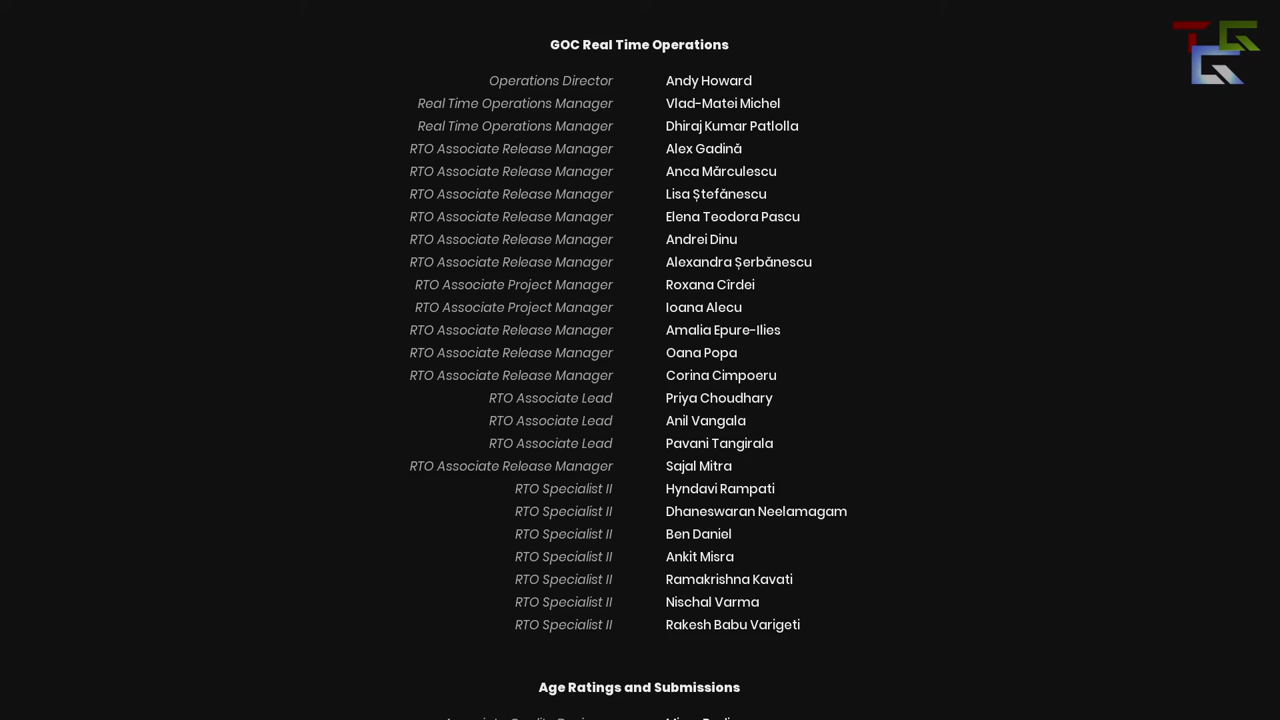 GOC Real Time Operations
Operations Director Andy Howard
Real Time Operations Manager Vlad-Matei Michel
Real Time Operations Manager Dhiraj Kumar Patlolla
RTO Associate Release Manager Alex Gadină
RTO Associate Release Manager Anca Mărculescu
RTO Associate Release Manager Lisa Ștefănescu
RTO Associate Release Manager Elena Teodora Pascu
RTO Associate Release Manager Andrei Dinu
RTO Associate Release Manager Alexandra Șerbănescu
RTO Associate Project Manager Roxana Cîrdei
RTO Associate Project Manager Ioana Alecu
RTO Associate Release Manager Amalia Epure-Ilies
RTO Associate Release Manager Oana Popa
RTO Associate Release Manager Corina Cimpoeru
RTO Associate Lead Priya Choudhary
RTO Associate Lead Anil Vangala
RTO Associate Lead Pavani Tangirala
RTO Associate Release Manager Sajal Mitra
RTO Specialist II Hyndavi Rampati
RTO Specialist II Dhaneswaran Neelamagam
RTO Specialist II Ben Daniel
RTO Specialist II Ankit Misra
RTO Specialist II Ramakrishna Kavati
RTO Specialist II Nischal Varma
RTO Specialist II Rakesh Babu Varigeti
Age Ratings and Submissions